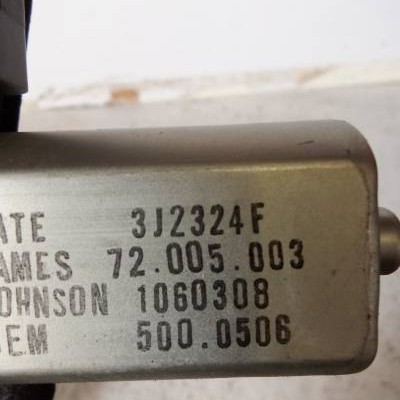 ATE 3J2324F
AMES 72.005.003
OHNSON 1060308
EM 500.0506